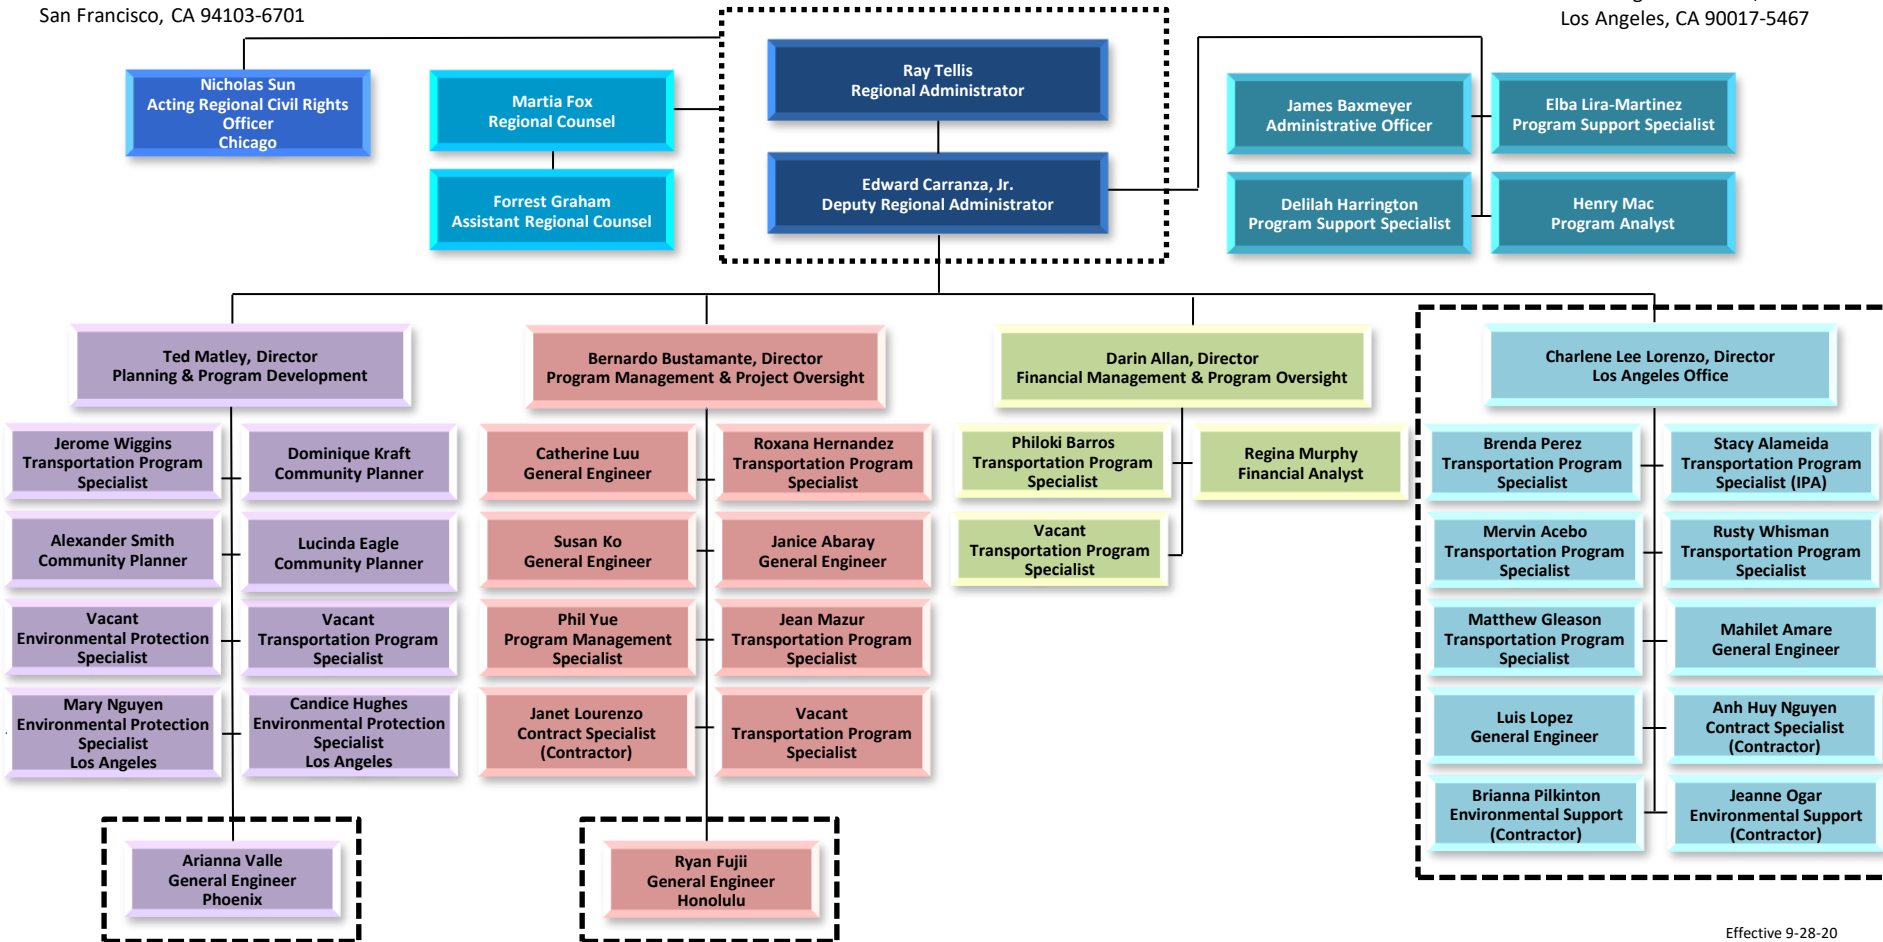 San Francisco, CA 94103-6701
Los Angeles, CA 90017-5467
Nicholas Sun
Acting Regional Civil Rights
Officer
Chicago
Martia Fox
Regional Counsel
Forrest Graham
Assistant Regional Counsel
Ray Tellis
Regional Administrator
Edward Carranza, Jr.
Deputy Regional Administrator
James Baxmeyer
Administrative Officer
Elba Lira-Martinez
Program Support Specialist
Delilah Harrington
Program Support Specialist
Henry Mac
Program Analyst
Ted Matley, Director
Planning & Program Development
Jerome Wiggins
Transportation Program
Specialist
Dominique Kraft
Community Planner
Alexander Smith
Community Planner
Lucinda Eagle
Community Planner
Vacant
Environmental Protection
Specialist
Vacant
Transportation Program
Specialist
Mary Nguyen
Environmental Protection
Specialist
Los Angeles
Candice Hughes
Environmental Protection
Specialist
Los Angeles
Arianna Valle
General Engineer
Phoenix
Bernardo Bustamante, Director
Program Management & Project Oversight
Catherine Luu
General Engineer
Roxana Hernandez
Transportation Program
Specialist
Susan Ko
General Engineer
Janice Abaray
General Engineer
Phil Yue
Program Management
Specialist
Jean Mazur
Transportation Program
Specialist
Janet Lourenzo
Contract Specialist
(Contractor)
Vacant
Transportation Program
Specialist
Ryan Fujii
General Engineer
Honolulu
Darin Allan, Director
Financial Management & Program Oversight
Philoki Barros
Transportation Program
Specialist
Regina Murphy
Financial Analyst
Vacant
Transportation Program
Specialist
Charlene Lee Lorenzo, Director
Los Angeles Office
Brenda Perez
Transportation Program
Specialist
Stacy Alameida
Transportation Program
Specialist (IPA)
Mervin Acebo
Transportation Program
Specialist
Rusty Whisman
Transportation Program
Specialist
Matthew Gleason
Transportation Program
Specialist
Mahilet Amare
General Engineer
Luis Lopez
General Engineer
Anh Huy Nguyen
Contract Specialist
(Contractor)
Brianna Pilkinton
Environmental Support
(Contractor)
Jeanne Ogar
Environmental Support
(Contractor)
Effective 9-28-20